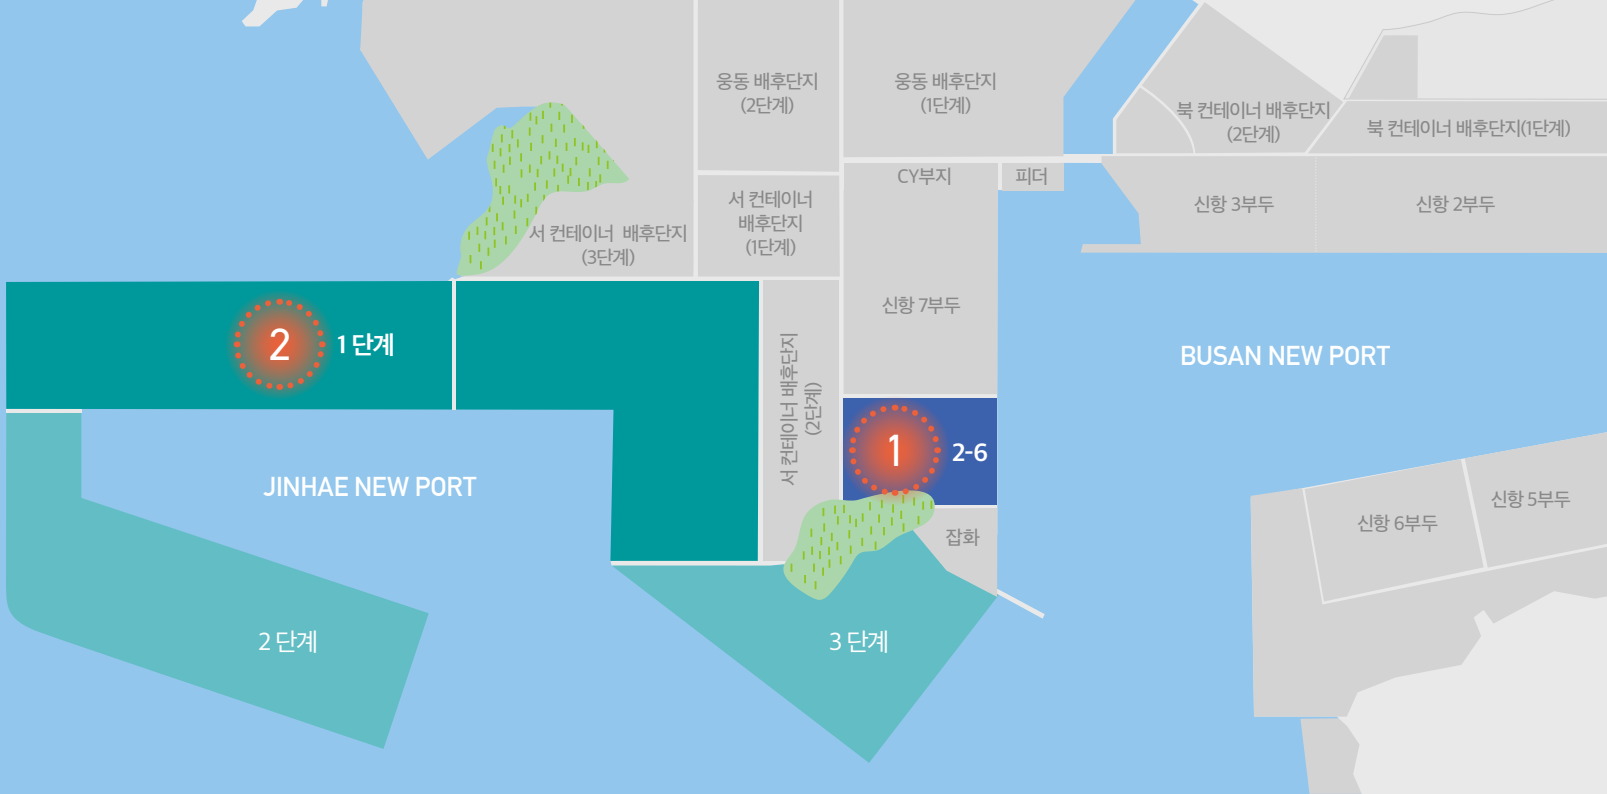 웅동 배후단지
(2단계)
웅동 배후단지
(1단계)
북 컨테이너 배후단지
(2단계)
북 컨테이너 배후단지(1단계)
CY부지
피더
서 컨테이너
배후단지
(1단계)
신항 3부두
신항 2부두
서 컨테이너 배후단지
(3단계)
신항 7부두
2
1 단계
서 컨테이너 배후단지
(2단계)
BUSAN NEW PORT
1
2-6
JINHAE NEW PORT
신항 5부두
신항 6부두
잡화
2 단계
3 단계